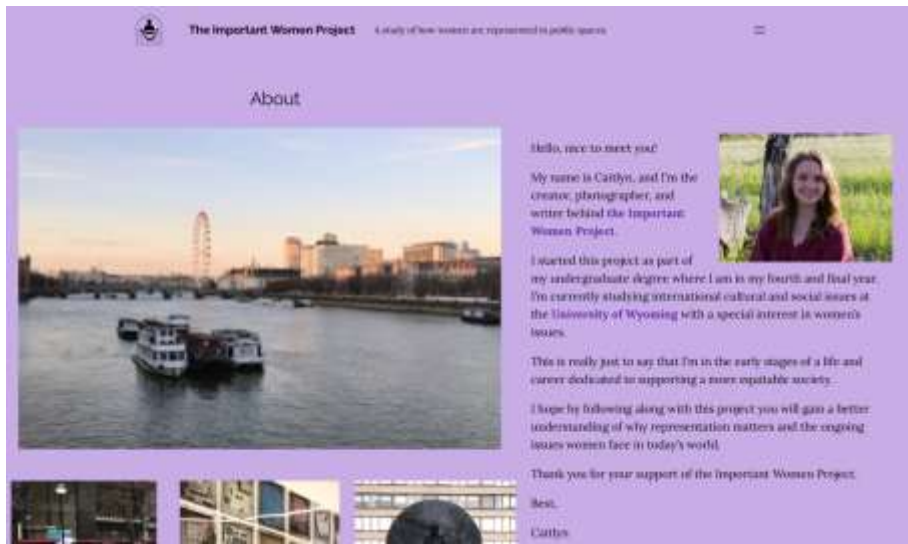 The Important Women Project
A study of how women are represented in public spaces
About
Hello, nice to meet you!
My name is Caitlyn, and I'm the
creator, photographer, and
writer behind the Important
Women Project.
I started this project as part of
my undergraduate degree where I am in my fourth and final year.
I'm currently studying international cultural and social issues at
the University of Wyoming with a special interest in women's
issues.
This is really just to say that I'm in the early stages of a life and
career dedicated to supporting a more equitable society.
I hope by following along with this project you will gain a better
understanding of why representation matters and the ongoing
issues women face in today's world.
Thank you for your support of the Important Women Project.
Best,
Caitlyn